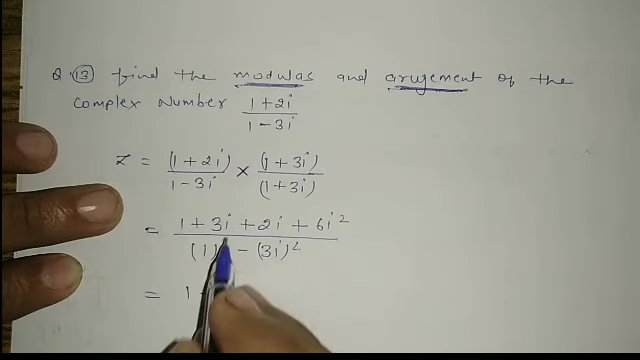 Q.13 find the modulas and arugement of the
Complex Number (1+2i)/(1-3i)
z = (1+2i)/(1-3i) × (1+3i)/(1+3i)
= (1+3i+2i+6i²)/((1) - (3i)²)
= 1